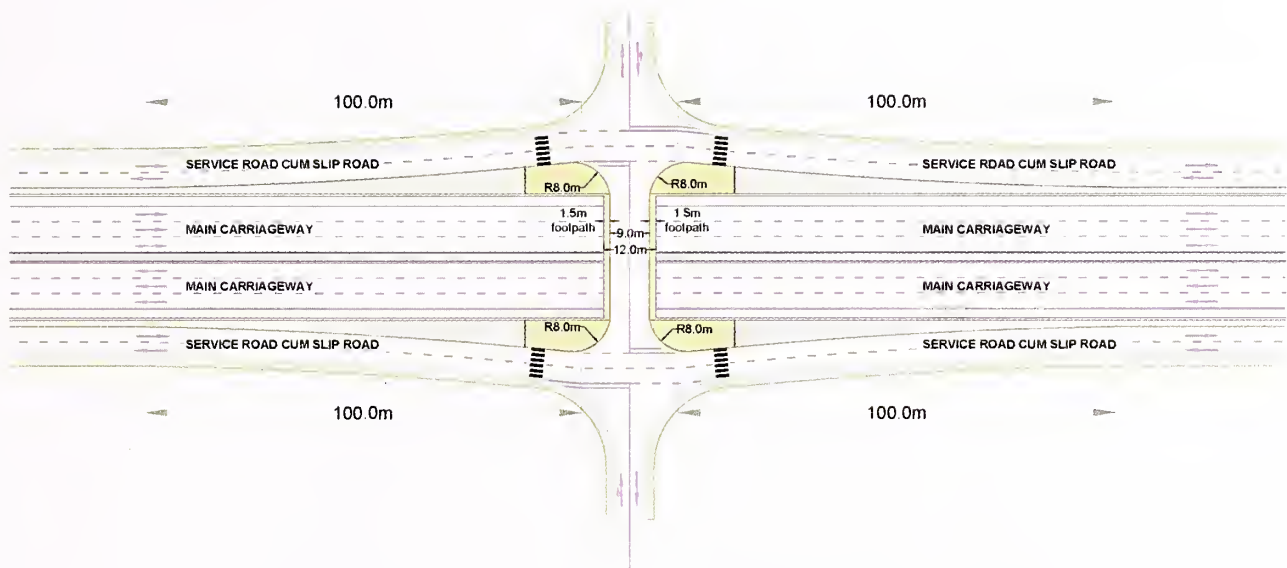 100.0m
100.0m
SERVICE ROAD CUM SLIP ROAD
SERVICE RDAD CUM SLIP ROAD
R8.0m
R8.0m
1.5m
footpath
1 5m
footpath
MAIN CARRIAGEWAY
MAIN CARRIAGEWAY
9.0m
12.0m
MAIN CARRIAGEWAY
MAIN CARRIAGEWAY
R8.0m
R8.0m
SERVICE ROAD CUM SLIP ROAD
SERVICE ROAD CUM SLIP ROAD
100.0m
100.0m